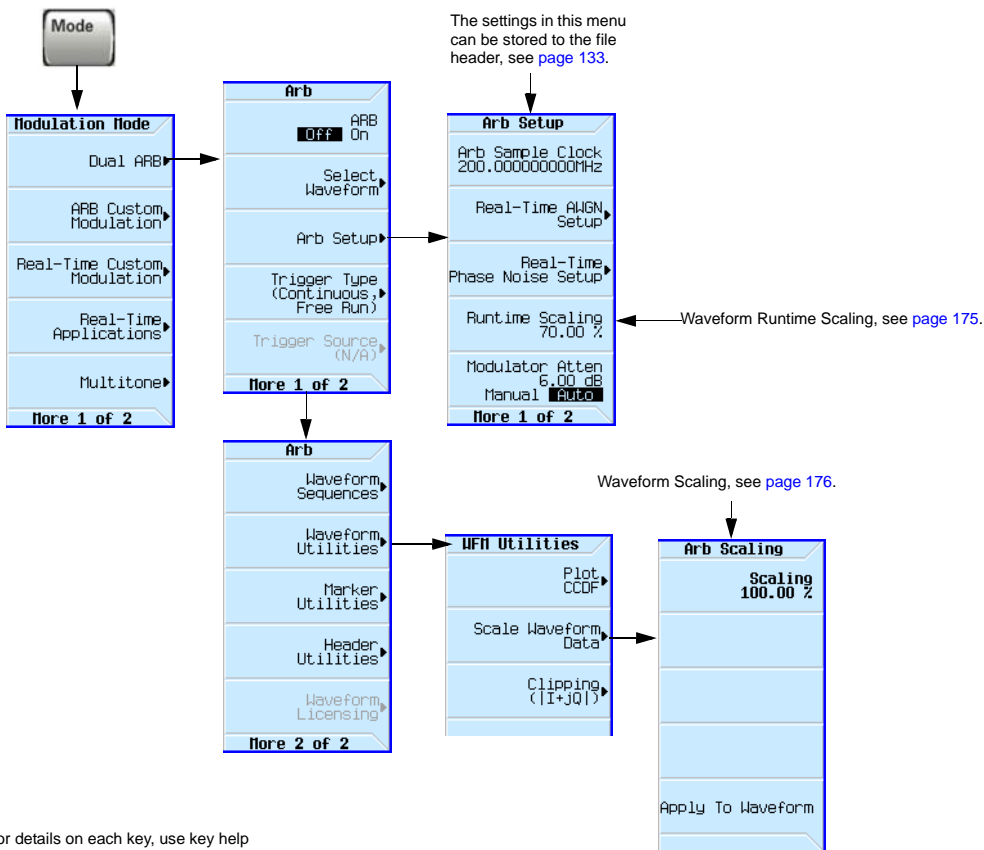 Mode
The settings in this menu
can be stored to the file
header, see page 133.
Modulation Mode
Dual ARB
ARB Custom
Modulation
Real-Time Custom
Modulation
Real-Time
Applications
Multitone
More 1 of 2
Arb
ARB
Off On
Select
Waveform
Arb Setup
Trigger Type
(Continuous,
Free Run)
Trigger Source
(N/A)
More 1 of 2
Arb Setup
Arb Sample Clock
200.000000000MHz
Real-Time AWGN
Setup
Real-Time
Phase Noise Setup
Runtime Scaling
70.00 %
Modulator Atten
6.00 dB
Manual Auto
More 1 of 2
Waveform Runtime Scaling, see page 175.
Arb
Waveform
Sequences
Waveform
Utilities
Marker
Utilities
Header
Utilities
Waveform
Licensing
More 2 of 2
WFM Utilities
Plot
CCDF
Scale Waveform
Data
Clipping
(|I+jQ|)
Waveform Scaling, see page 176.
Arb Scaling
Scaling
100.00 %
Apply To Waveform
or details on each key, use key help